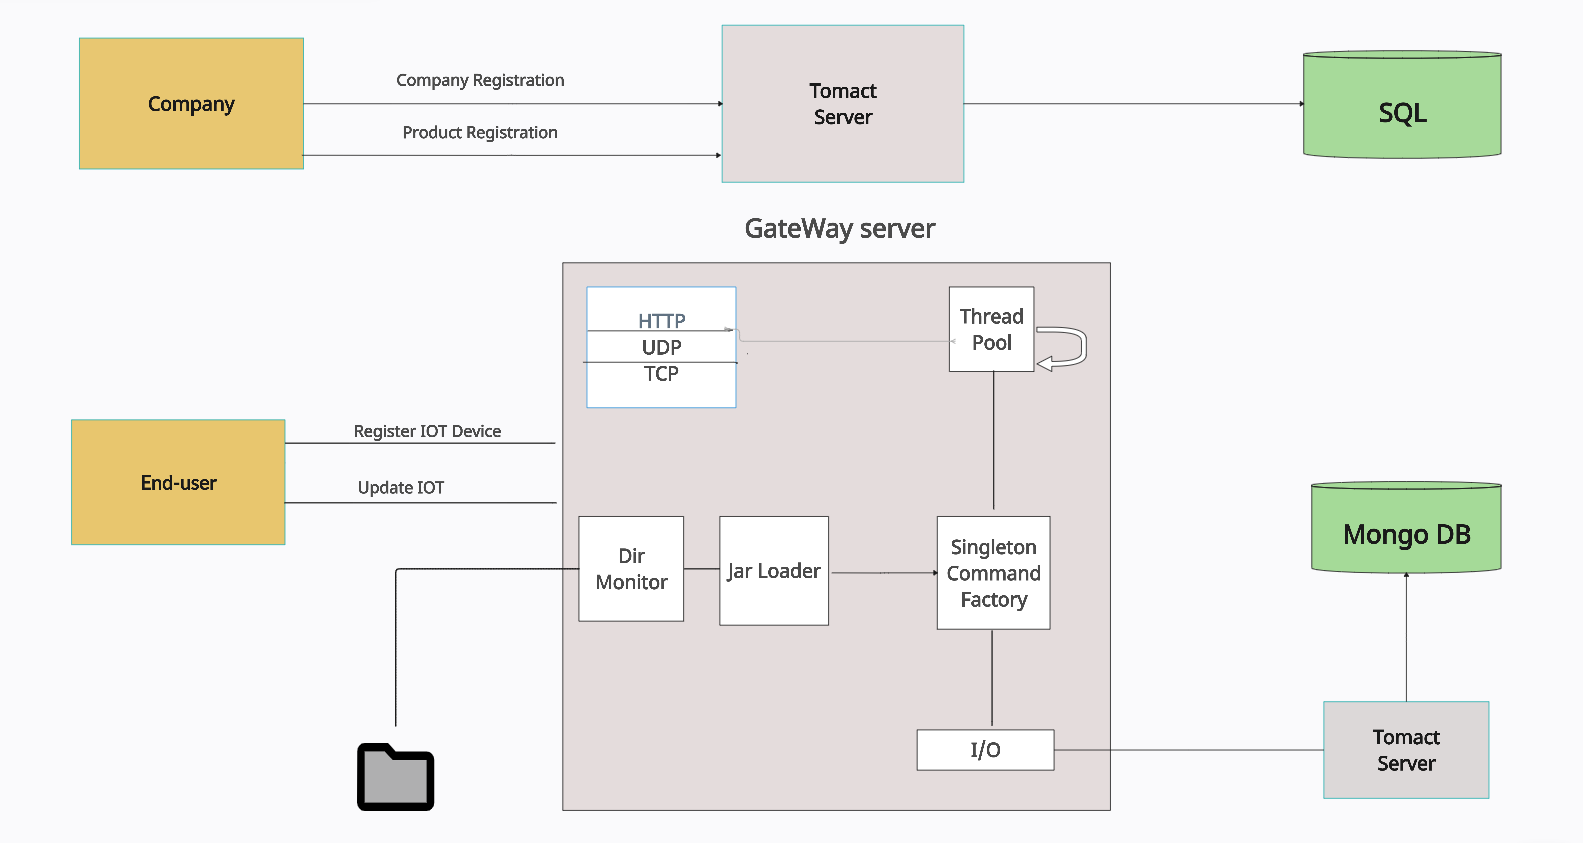 Company
Company Registration
Product Registration
Tomact
Server
SQL
GateWay server
HTTP
UDP
TCP
Thread
Pool
End-user
Register IOT Device
Update IOT
Dir
Monitor
Jar Loader
Singleton
Command
Factory
I/O
Mongo DB
Tomact
Server